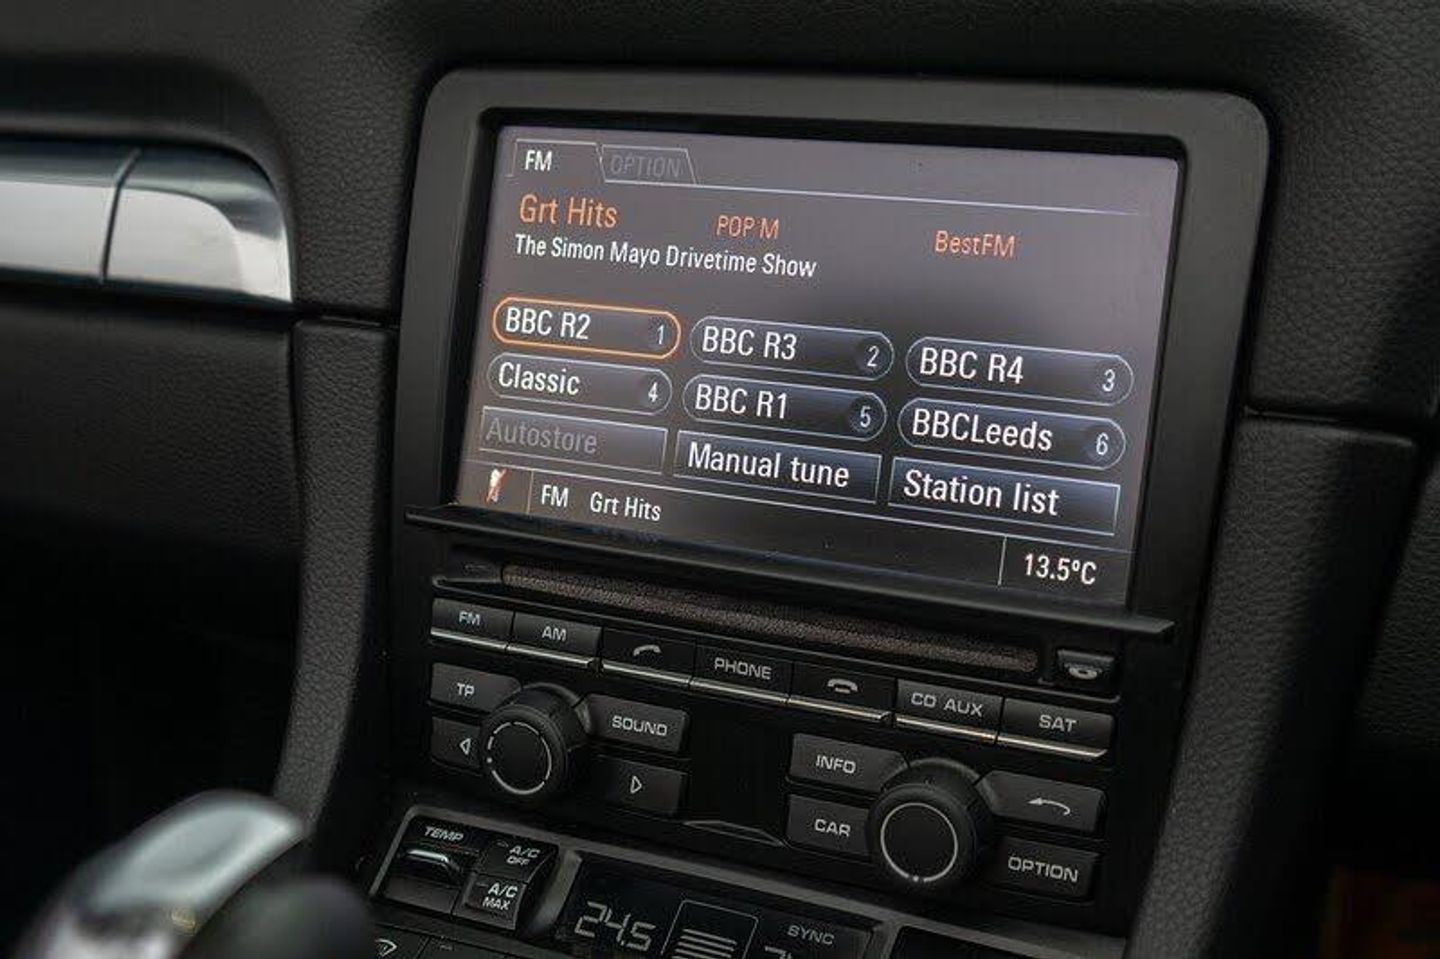 FM OPTION
Grt Hits POP M BestFM
The Simon Mayo Drivetime Show
BBC R2 1 BBC R3 2 BBC R4 3
Classic 4 BBC R1 5 BBCLeeds 6
Autostore Manual tune Station list
FM Grt Hits
13.5ºC
FM AM PHONE CD AUX SAT
TP SOUND INFO
CAR OPTION
TEMP A/C OFF
A/C MAX
24.5 SYNC